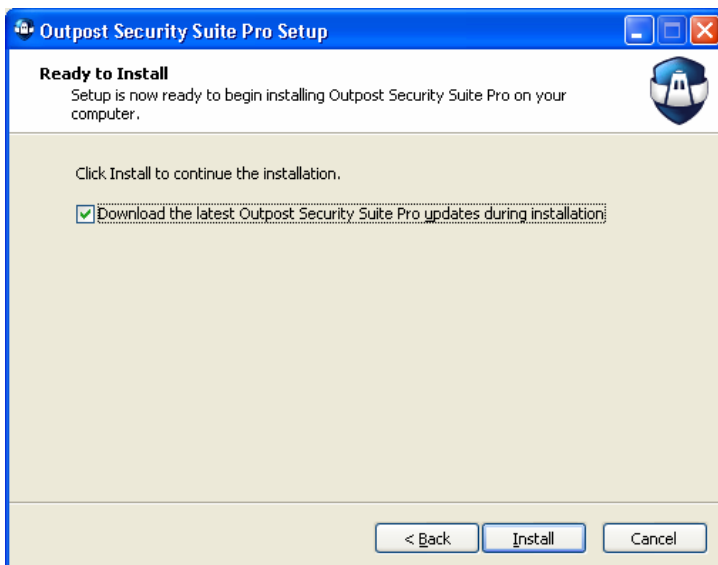 Outpost Security Suite Pro Setup
Ready to Install
Setup is now ready to begin installing Outpost Security Suite Pro on your
computer.
Click Install to continue the installation.
Download the latest Outpost Security Suite Pro updates during installation
< Back
Install
Cancel